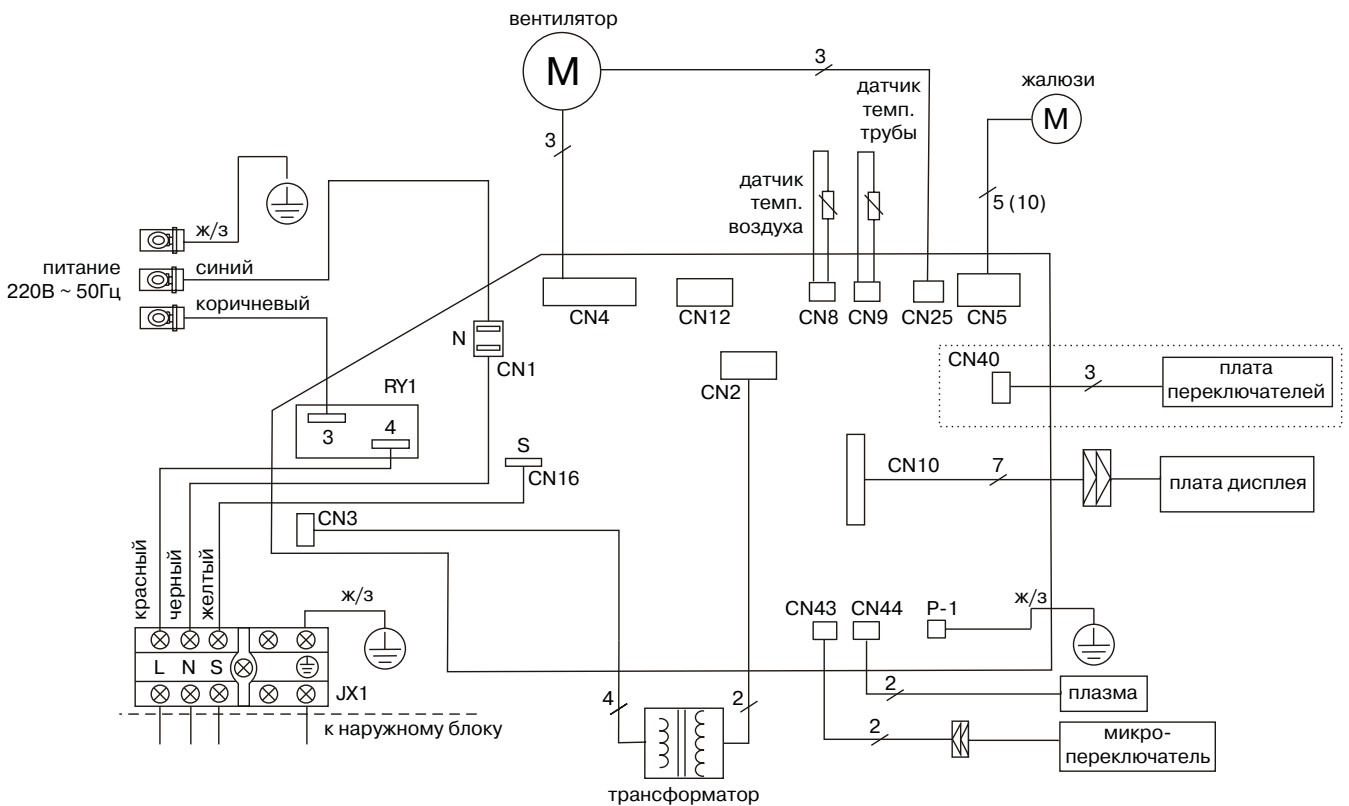 вентилятор
M
3
3
датчик
темп.
трубы
жалюзи
M
5 (10)
датчик
темп.
воздуха
ж/з
питание
220В ~ 50Гц
синий
коричневый
CN4
CN12
CN8
CN9
CN25
CN5
N
CN1
CN2
CN40
3
плата
переключателей
RY1
3
4
S
CN16
CN10
7
плата дисплея
CN3
красный
черный
желтый
ж/з
L
N
S
JX1
к наружному блоку
4
2
трансформатор
CN43
CN44
P-1
ж/з
2
плазма
2
микро-
переключатель